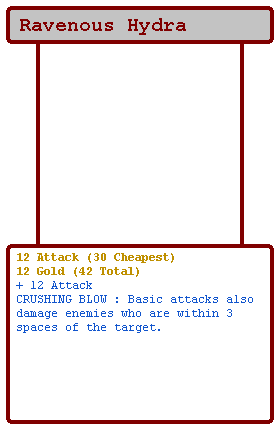 Ravenous Hydra
12 Attack (30 Cheapest)
12 Gold (42 Total)
+ 12 Attack
CRUSHING BLOW : Basic attacks also
damage enemies who are within 3
spaces of the target.